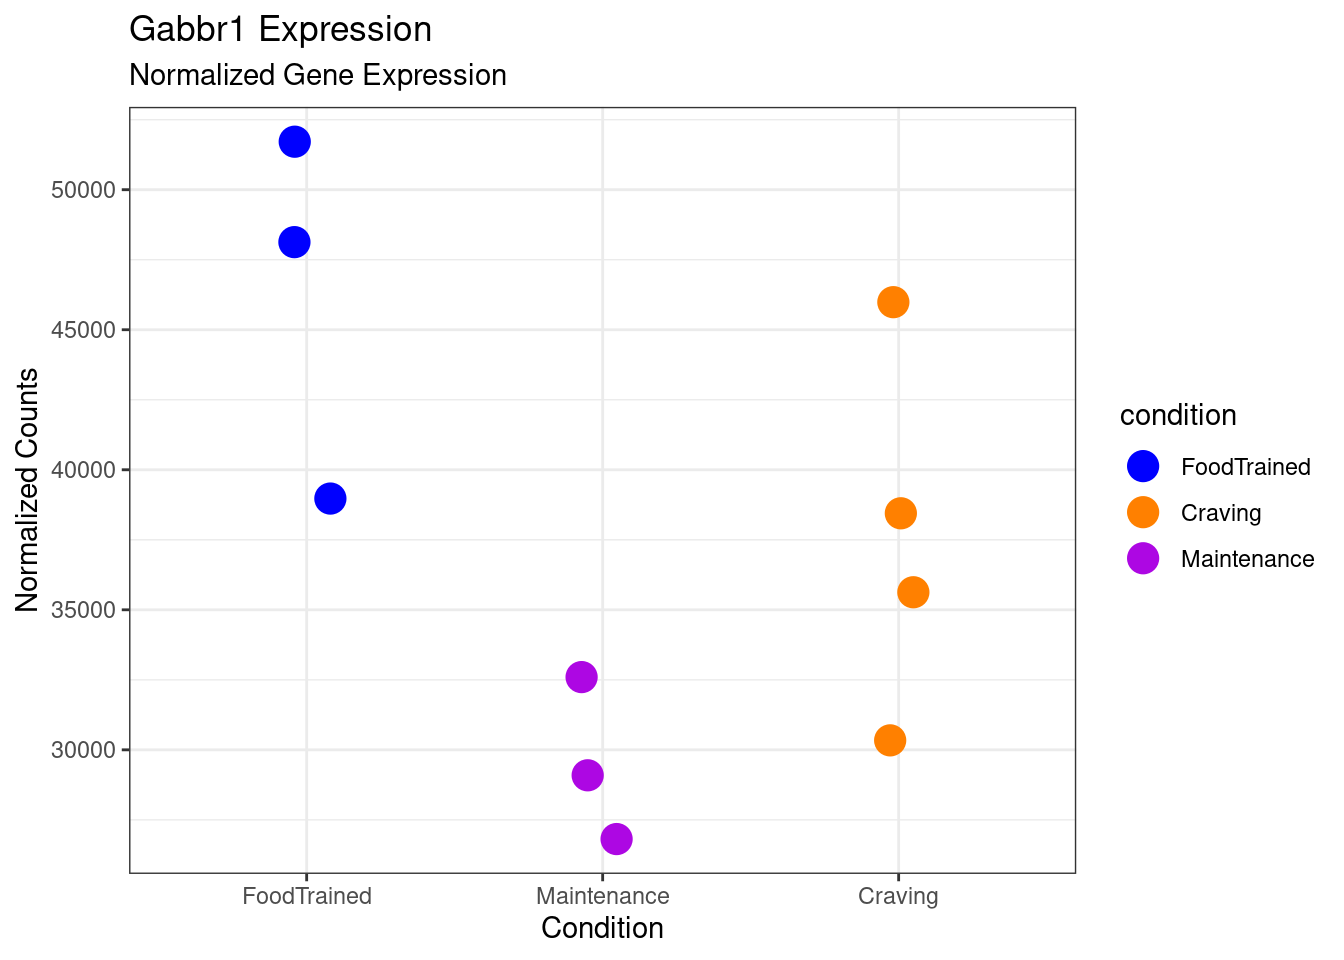 Gabbr1 Expression
Normalized Gene Expression
Normalized Counts
50000
45000
40000
35000
30000
FoodTrained
Maintenance
Craving
Condition
condition
FoodTrained
Craving
Maintenance